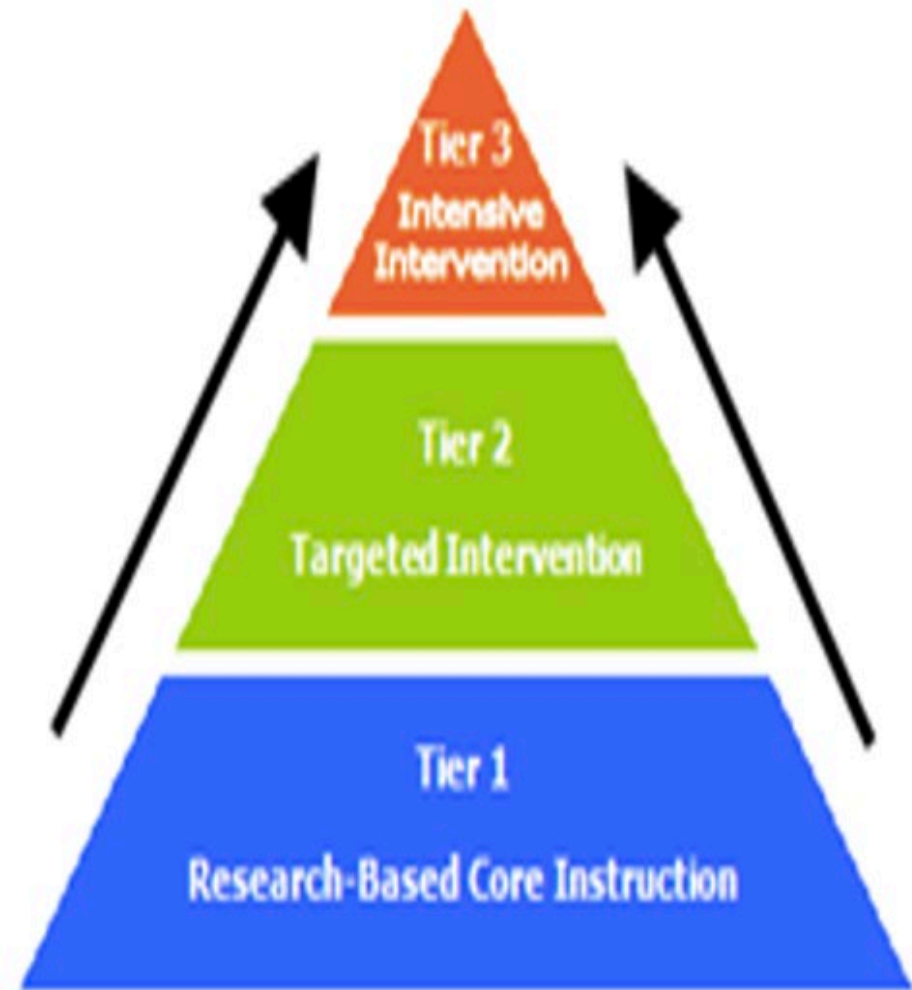 Tier 3
Intensive
Intervention
Tier 2
Targeted Intervention
Tier 1
Research-Based Core Instruction